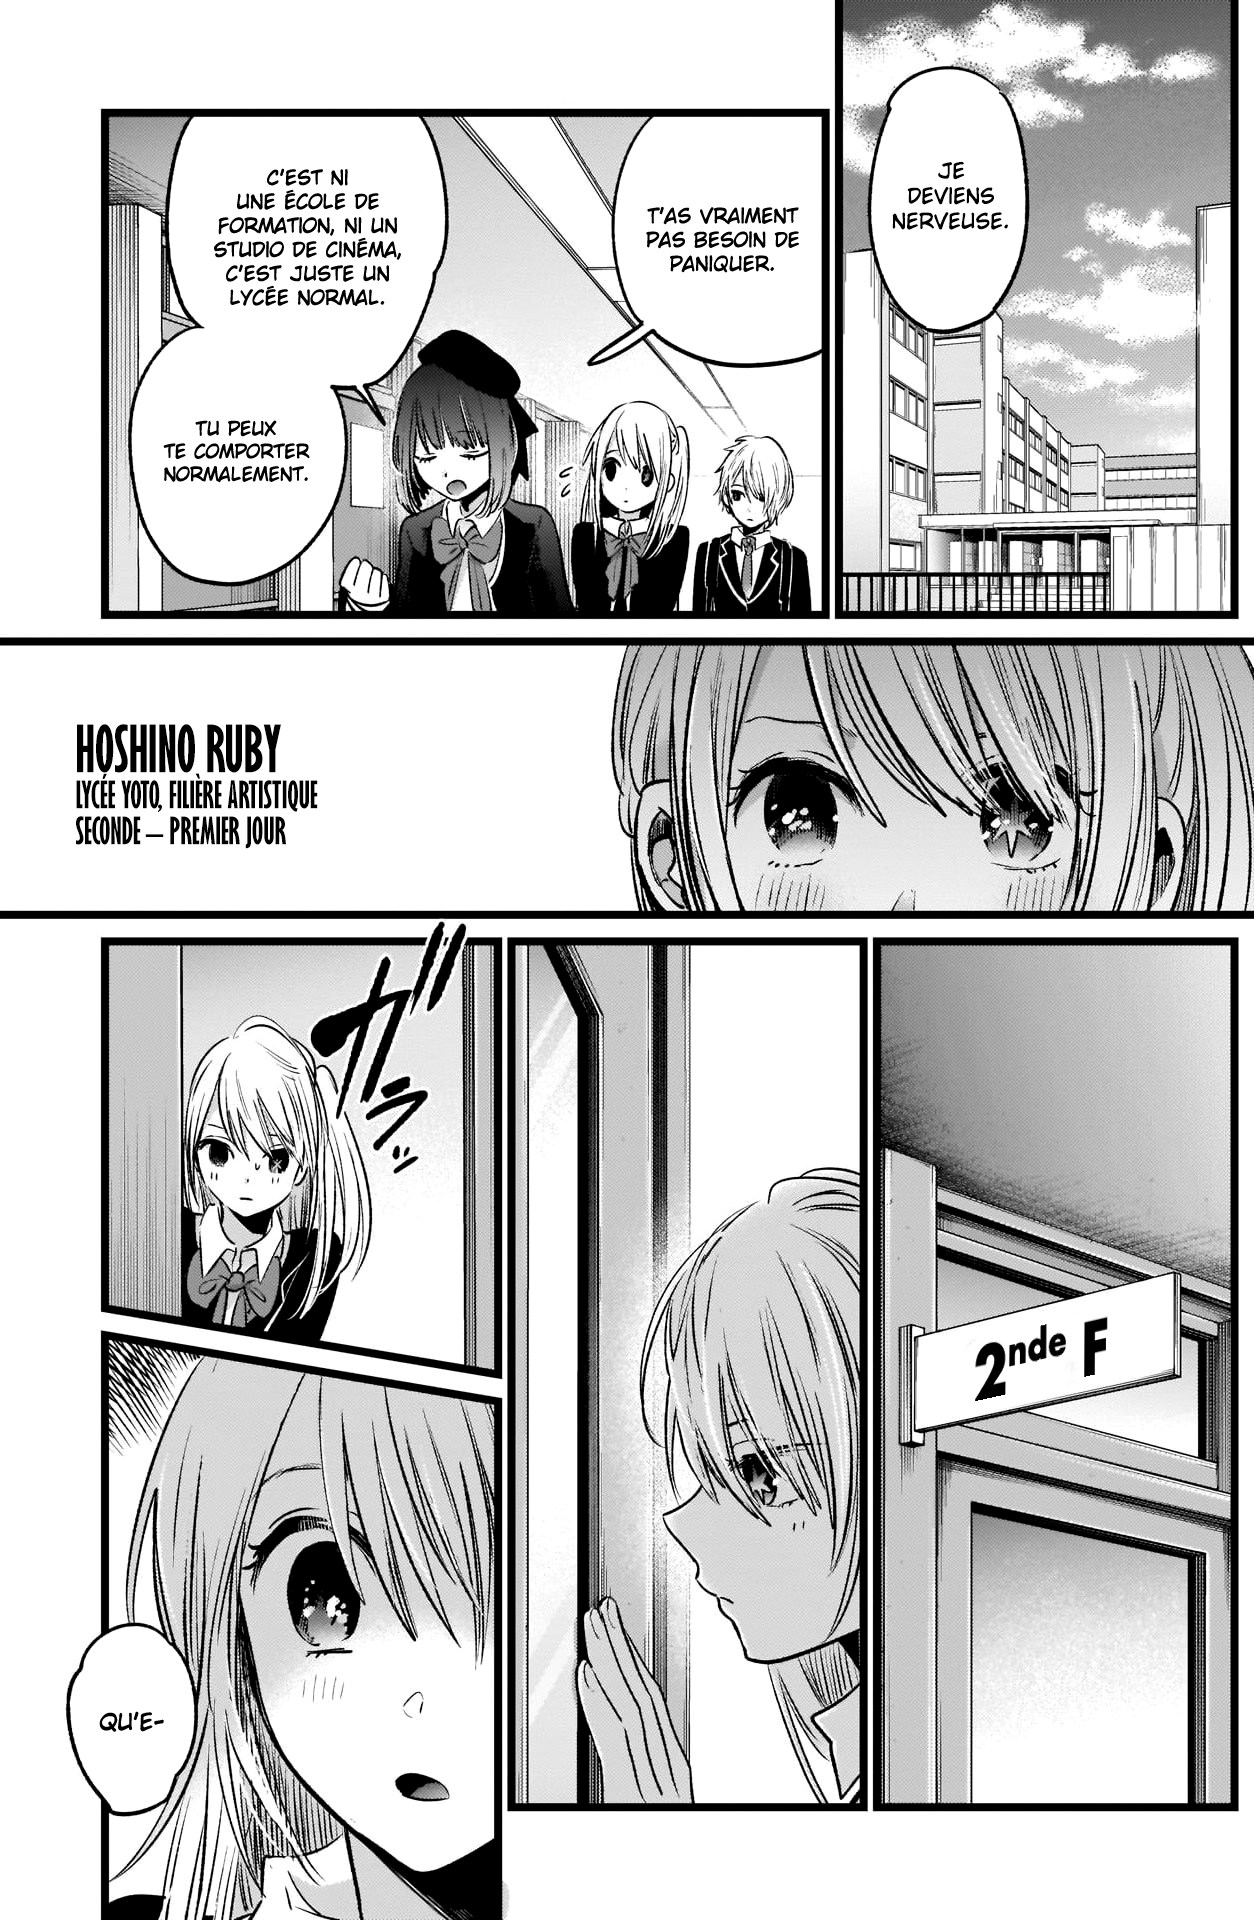 JE
DEVIENS
NERVEUSE.
T'AS VRAIMENT
PAS BESOIN DE
PANIQUER.
C'EST NI
UNE ÉCOLE DE
FORMATION, NI UN
STUDIO DE CINÉMA,
C'EST JUSTE UN
LYCÉE NORMAL.
TU PEUX
TE COMPORTER
NORMALEMENT.
HOSHINO RUBY
LYCÉE YOTO, FILIÈRE ARTISTIQUE
SECONDE – PREMIER JOUR
2nde F
ガラッ
QU'E-